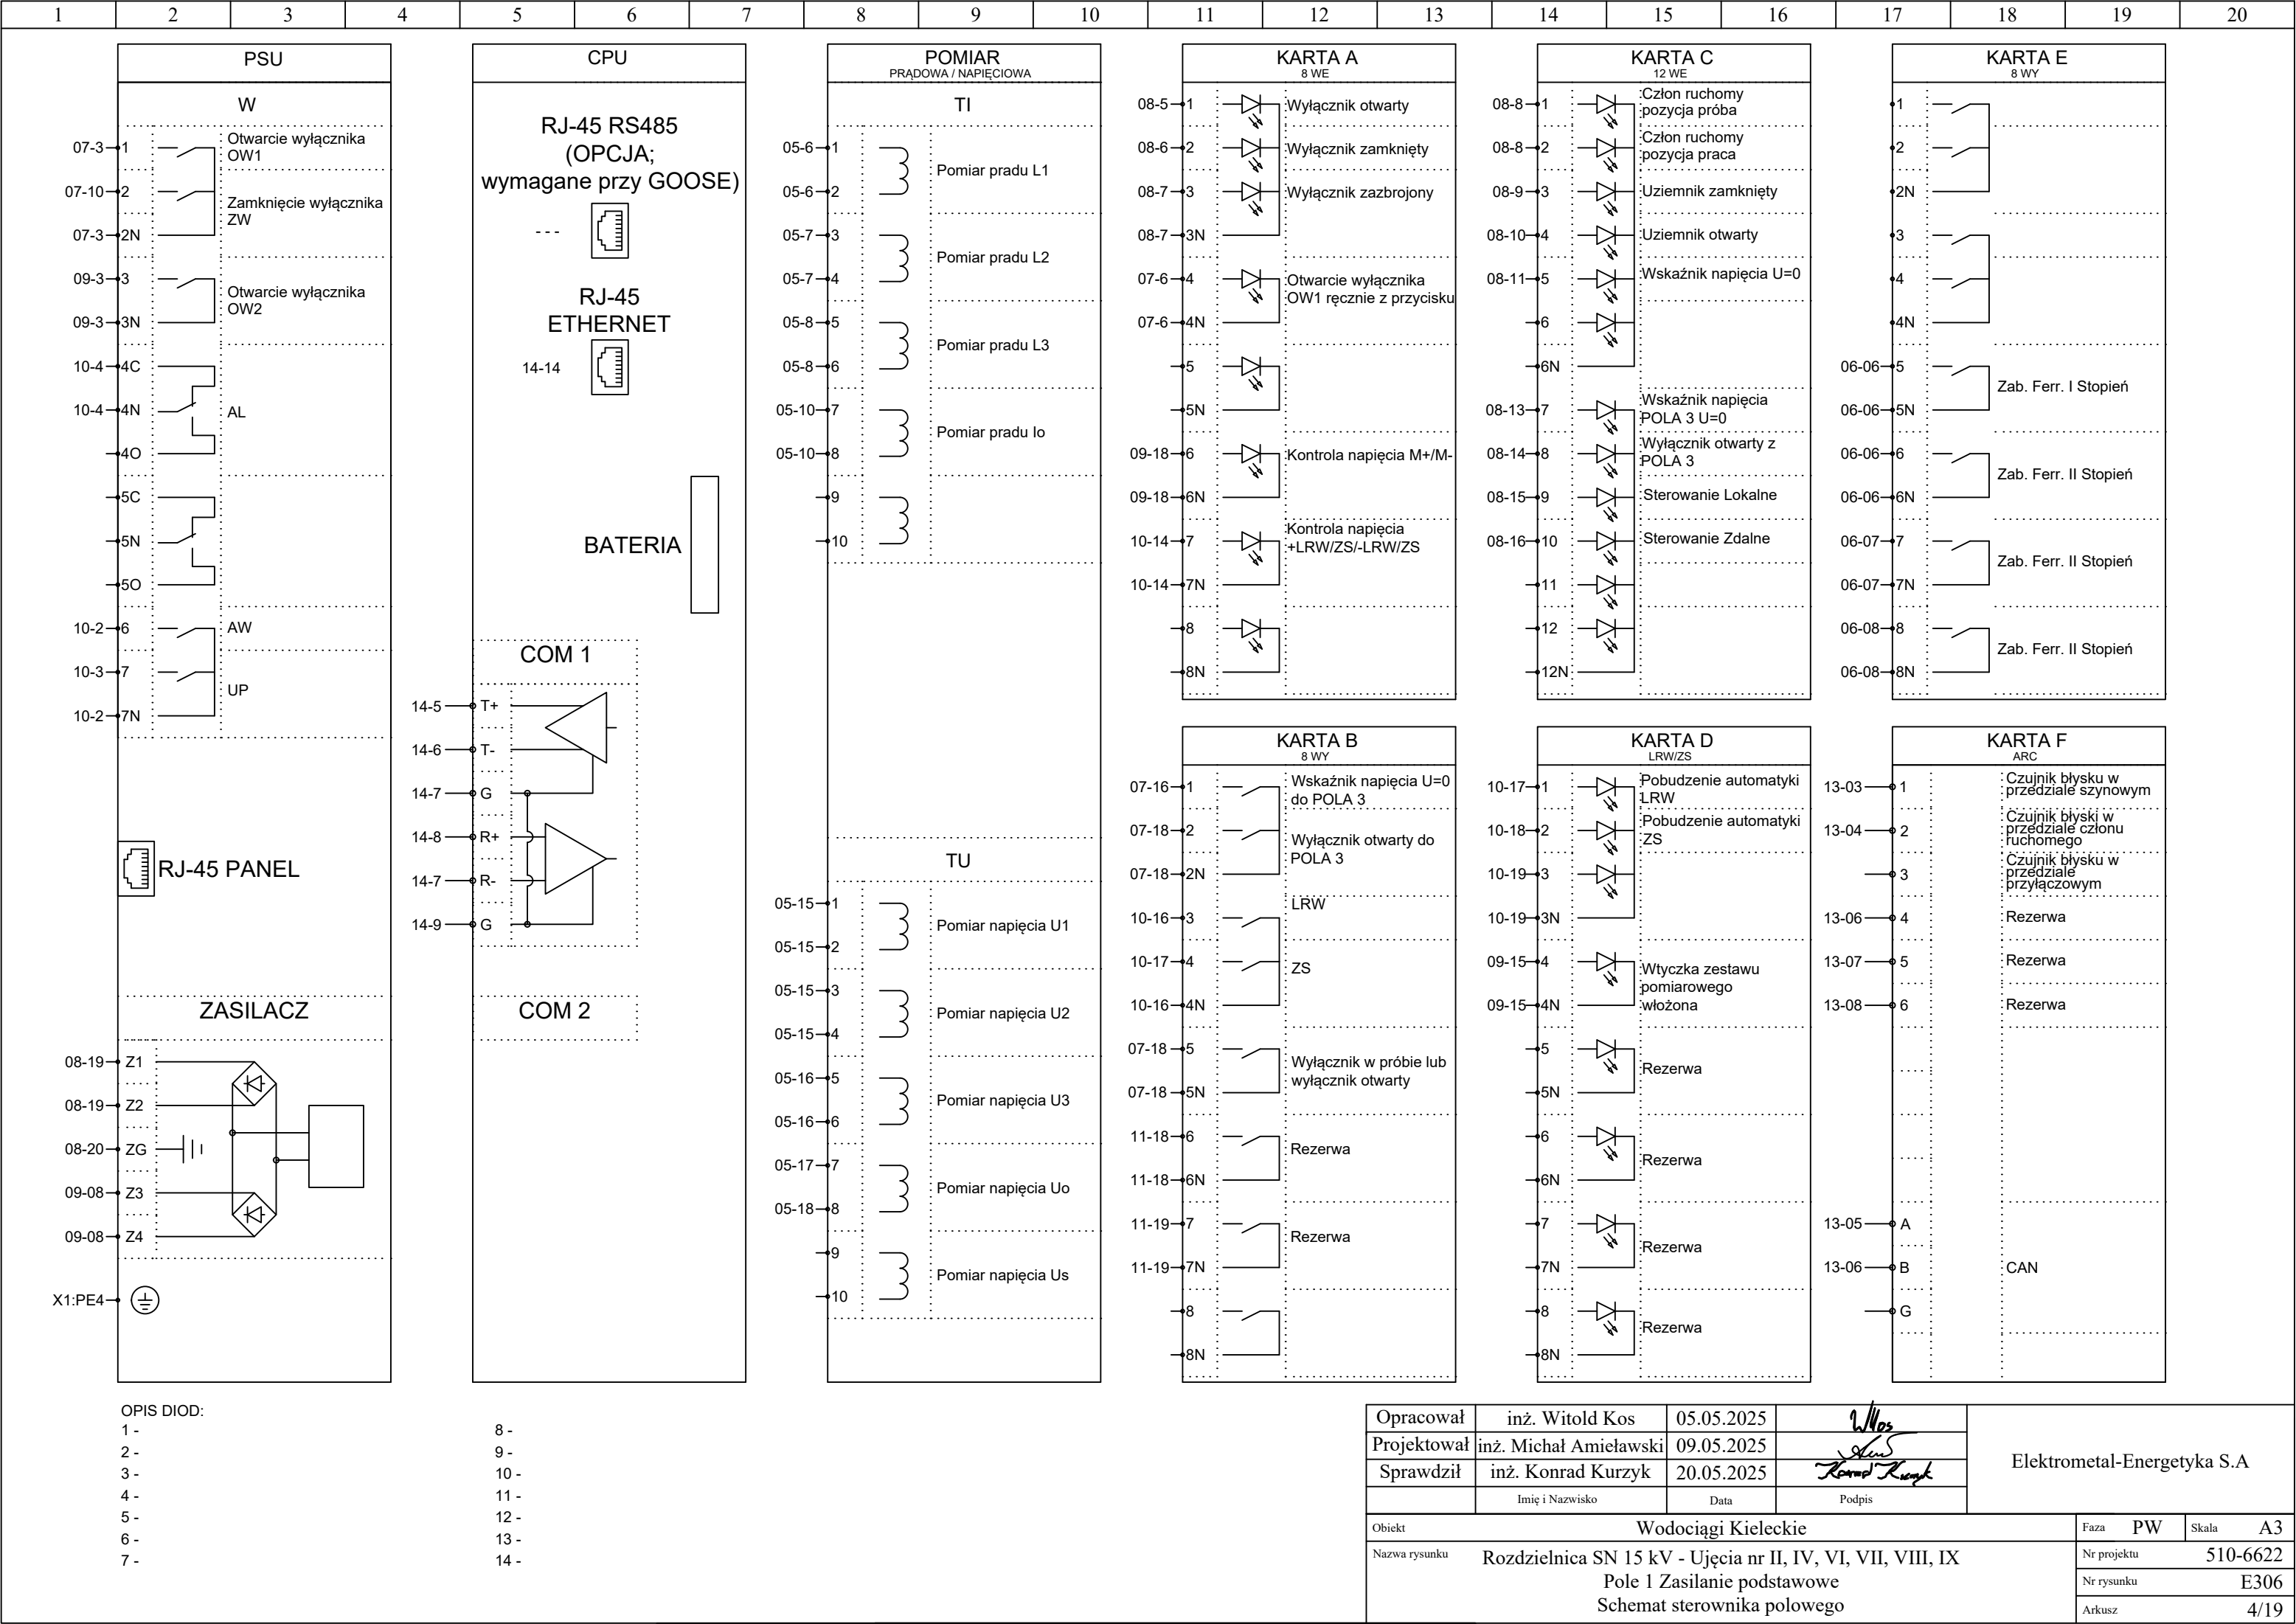 1 2 3 4 5 6 7 8 9 10 11 12 13 14 15 16 17 18 19 20
PSU
W
07-3 1 Otwarcie wyłącznika
OW1
07-10 2 Zamknięcie wyłącznika
ZW
07-3 2N
09-3 3 Otwarcie wyłącznika
OW2
09-3 3N
10-4 4C
10-4 4N AL
4O
5C
5N
5O
10-2 6 AW
10-3 7 UP
10-2 7N
RJ-45 PANEL
ZASILACZ
08-19 Z1
08-19 Z2
08-20 ZG
09-08 Z3
09-08 Z4
X1:PE4
CPU
RJ-45 RS485
(OPCJA;
wymagane przy GOOSE)
---
RJ-45
ETHERNET
14-14
BATERIA
COM 1
14-5 T+
14-6 T-
14-7 G
14-8 R+
14-7 R-
14-9 G
COM 2
POMIAR
PRĄDOWA / NAPIĘCIOWA
TI
05-6 1 Pomiar pradu L1
05-6 2
05-7 3 Pomiar pradu L2
05-7 4
05-8 5 Pomiar pradu L3
05-8 6
05-10 7 Pomiar pradu Io
05-10 8
9
10
TU
05-15 1 Pomiar napięcia U1
05-15 2
05-15 3 Pomiar napięcia U2
05-15 4
05-16 5 Pomiar napięcia U3
05-16 6
05-17 7 Pomiar napięcia Uo
05-18 8
9 Pomiar napięcia Us
10
KARTA A
8 WE
08-5 1 Wyłącznik otwarty
08-6 2 Wyłącznik zamknięty
08-7 3 Wyłącznik zazbrojony
08-7 3N
07-6 4 Otwarcie wyłącznika
OW1 ręcznie z przycisku
07-6 4N
5
5N
09-18 6 Kontrola napięcia M+/M-
09-18 6N
10-14 7 Kontrola napięcia
+LRW/ZS/-LRW/ZS
10-14 7N
8
8N
KARTA B
8 WY
07-16 1 Wskaźnik napięcia U=0
do POLA 3
07-18 2 Wyłącznik otwarty do
POLA 3
07-18 2N
10-16 3 LRW
10-17 4 ZS
10-16 4N
07-18 5 Wyłącznik w próbie lub
wyłącznik otwarty
07-18 5N
11-18 6 Rezerwa
11-18 6N
11-19 7 Rezerwa
11-19 7N
8
8N
KARTA C
12 WE
08-8 1 Człon ruchomy
pozycja próba
08-8 2 Człon ruchomy
pozycja praca
08-9 3 Uziemnik zamknięty
08-10 4 Uziemnik otwarty
08-11 5 Wskaźnik napięcia U=0
6
6N
08-13 7 Wskaźnik napięcia
POLA 3 U=0
08-14 8 Wyłącznik otwarty z
POLA 3
08-15 9 Sterowanie Lokalne
08-16 10 Sterowanie Zdalne
11
12
12N
KARTA D
LRW/ZS
10-17 1 Pobudzenie automatyki
LRW
10-18 2 Pobudzenie automatyki
ZS
10-19 3
10-19 3N
09-15 4 Wtyczka zestawu
pomiarowego
09-15 4N włożona
5 Rezerwa
5N
6 Rezerwa
6N
7 Rezerwa
7N
8 Rezerwa
8N
KARTA E
8 WY
1
2
2N
3
4
4N
06-06 5 Zab. Ferr. I Stopień
06-06 5N
06-06 6 Zab. Ferr. II Stopień
06-06 6N
06-07 7 Zab. Ferr. II Stopień
06-07 7N
06-08 8 Zab. Ferr. II Stopień
06-08 8N
KARTA F
ARC
13-03 1 Czujnik błysku w
przedziale szynowym
13-04 2 Czujnik błyski w
przedziale członu
ruchomego
3 Czujnik błysku w
przedziale
przyłączowym
13-06 4 Rezerwa
13-07 5 Rezerwa
13-08 6 Rezerwa
13-05 A
13-06 B CAN
G
OPIS DIOD:
1 -
2 -
3 -
4 -
5 -
6 -
7 -
8 -
9 -
10 -
11 -
12 -
13 -
14 -
Opracował inż. Witold Kos 05.05.2025
Projektował inż. Michał Amieławski 09.05.2025
Sprawdził inż. Konrad Kurzyk 20.05.2025 Konrad Kurzyk
Imię i Nazwisko Data Podpis
Elektrometal-Energetyka S.A
Obiekt Wodociągi Kieleckie
Faza PW Skala A3
Nazwa rysunku Rozdzielnica SN 15 kV - Ujęcia nr II, IV, VI, VII, VIII, IX
Pole 1 Zasilanie podstawowe
Schemat sterownika polowego
Nr projektu 510-6622
Nr rysunku E306
Arkusz 4/19